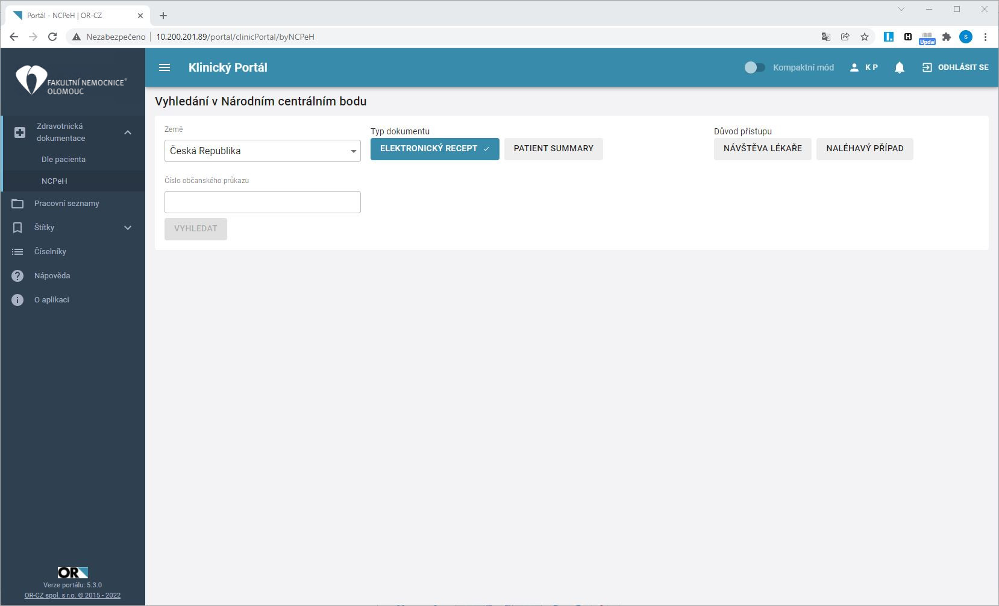 Portál - NCPeH | OR-CZ
Nezabezpečeno
10.200.201.89/portal/clinicPortal/byNCPeH
Upda
S
FAKULTNÍ NEMOCNICE®
OLOMOUC
Klinický Portál
Kompaktní mód
K P
ODHLÁSIT SE
Zdravotnická
dokumentace
Dle pacienta
NCPeH
Pracovní seznamy
Štítky
Číselníky
Nápověda
O aplikaci
Vyhledání v Národním centrálním bodu
Země
Česká Republika
Typ dokumentu
ELEKTRONICKÝ RECEPT
PATIENT SUMMARY
Důvod přístupu
NÁVŠTĚVA LÉKAŘE
NALÉHAVÝ PŘÍPAD
Číslo občanského průkazu
VYHLEDAT
OR
Verze portálu: 5.3.0
OR-CZ spol. s r.o. © 2015 - 2022